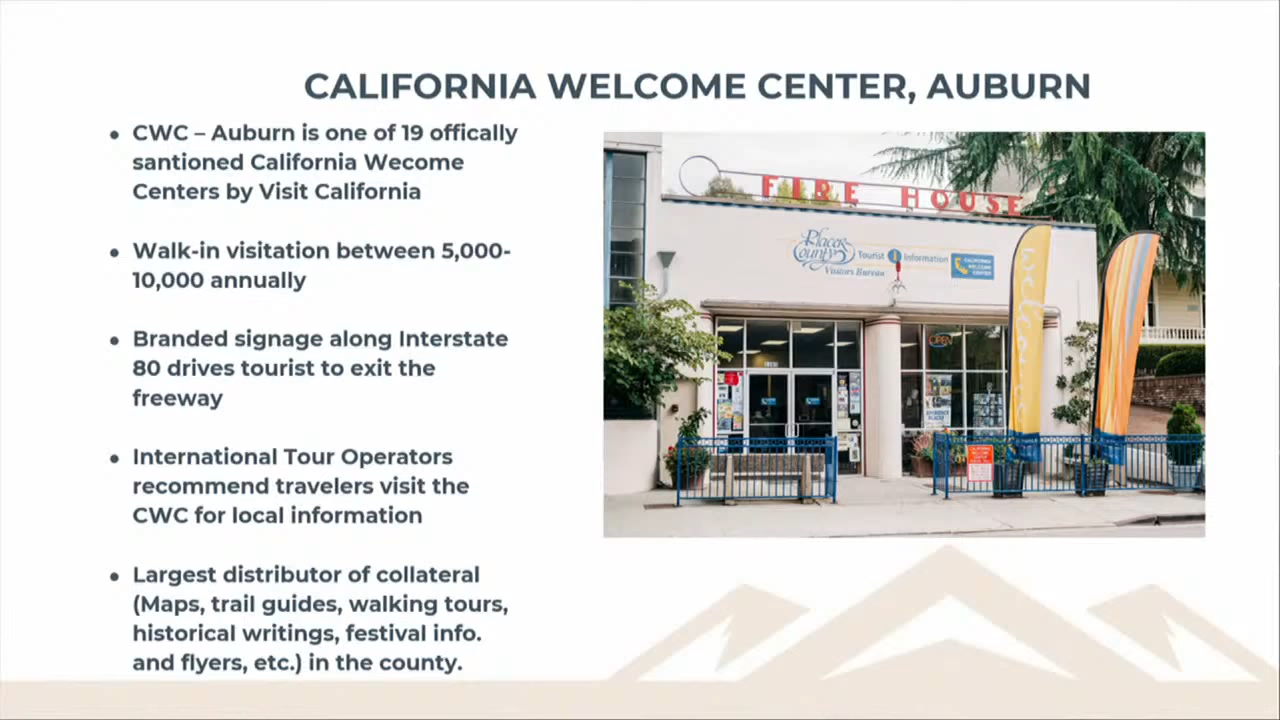 CALIFORNIA WELCOME CENTER, AUBURN
• CWC – Auburn is one of 19 offically
santioned California Wecome
Centers by Visit California
• Walk-in visitation between 5,000-
10,000 annually
• Branded signage along Interstate
80 drives tourist to exit the
freeway
• International Tour Operators
recommend travelers visit the
CWC for local information
• Largest distributor of collateral
(Maps, trail guides, walking tours,
historical writings, festival info.
and flyers, etc.) in the county.
FIRE HOUSE
Placer
County
Visitors Bureau
Tourist i Information
CALIFORNIA
WELCOME
CENTER
OPEN
welcome